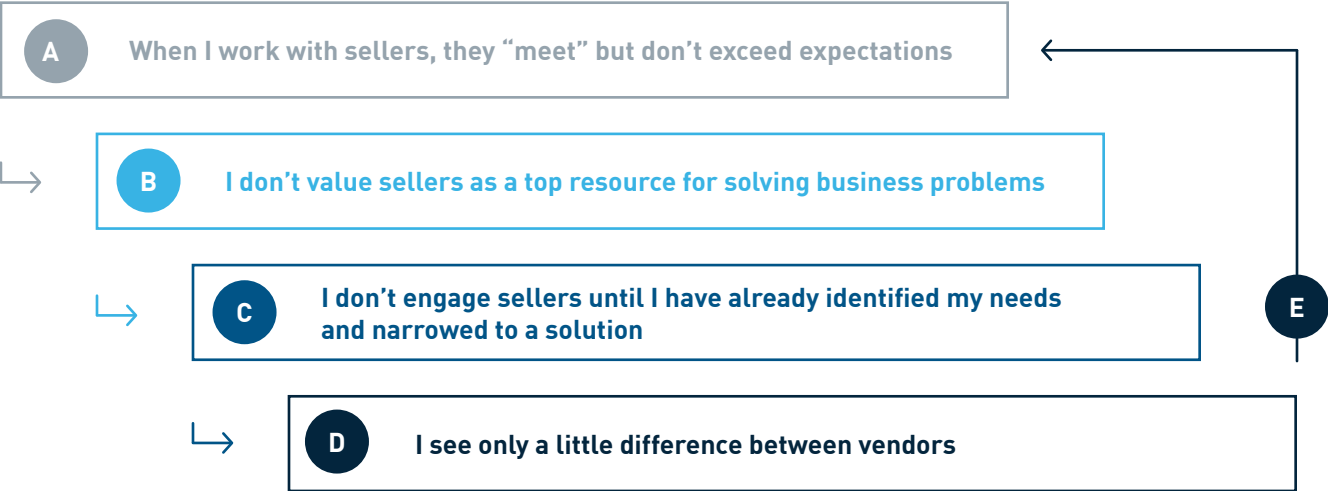 A
When I work with sellers, they “meet” but don’t exceed expectations
B
I don’t value sellers as a top resource for solving business problems
C
I don’t engage sellers until I have already identified my needs
and narrowed to a solution
E
D
I see only a little difference between vendors